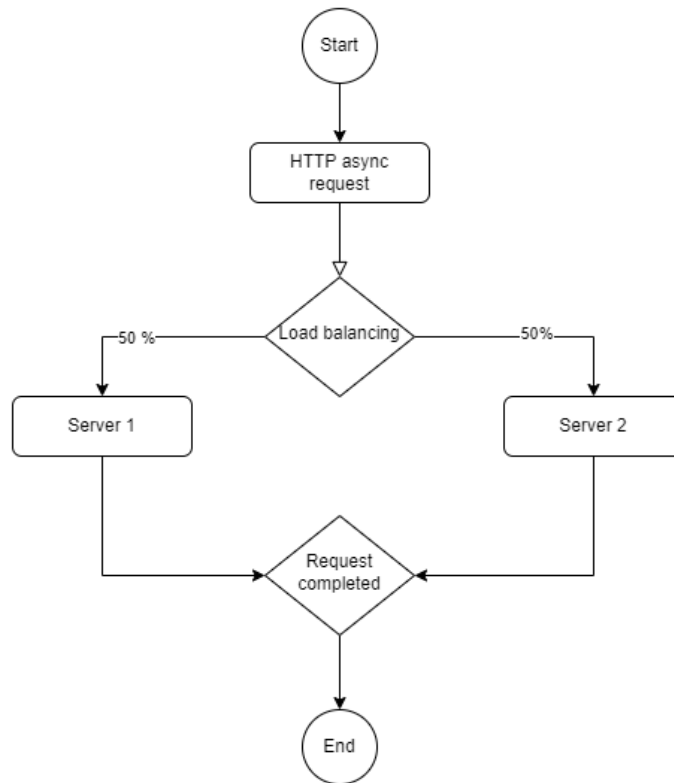 Start
HTTP async
request
Load balancing
50 %
50%
Server 1
Server 2
Request
completed
End